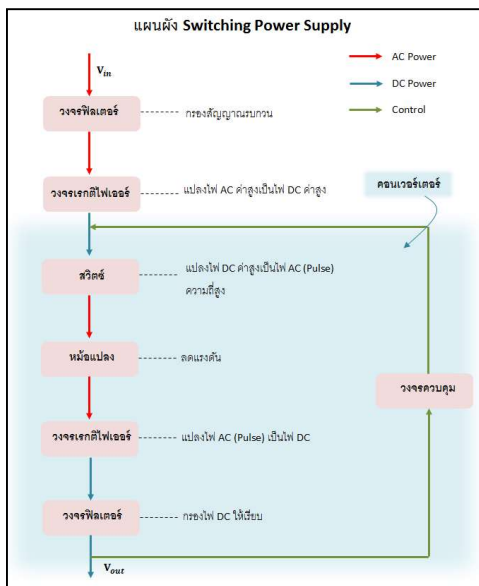 แผนผัง Switching Power Supply
V_in
AC Power
DC Power
Control
วงจรฟิลเตอร์
กรองสัญญาณรบกวน
วงจรเรกติไฟเออร์
แปลงไฟ AC ค่าสูงเป็นไฟ DC ค่าสูง
คอนเวอร์เตอร์
สวิตซ์
แปลงไฟ DC ค่าสูงเป็นไฟ AC (Pulse)
ความถี่สูง
หม้อแปลง
ลดแรงดัน
วงจรควบคุม
วงจรเรกติไฟเออร์
แปลงไฟ AC (Pulse) เป็นไฟ DC
วงจรฟิลเตอร์
กรองไฟ DC ให้เรียบ
V_out